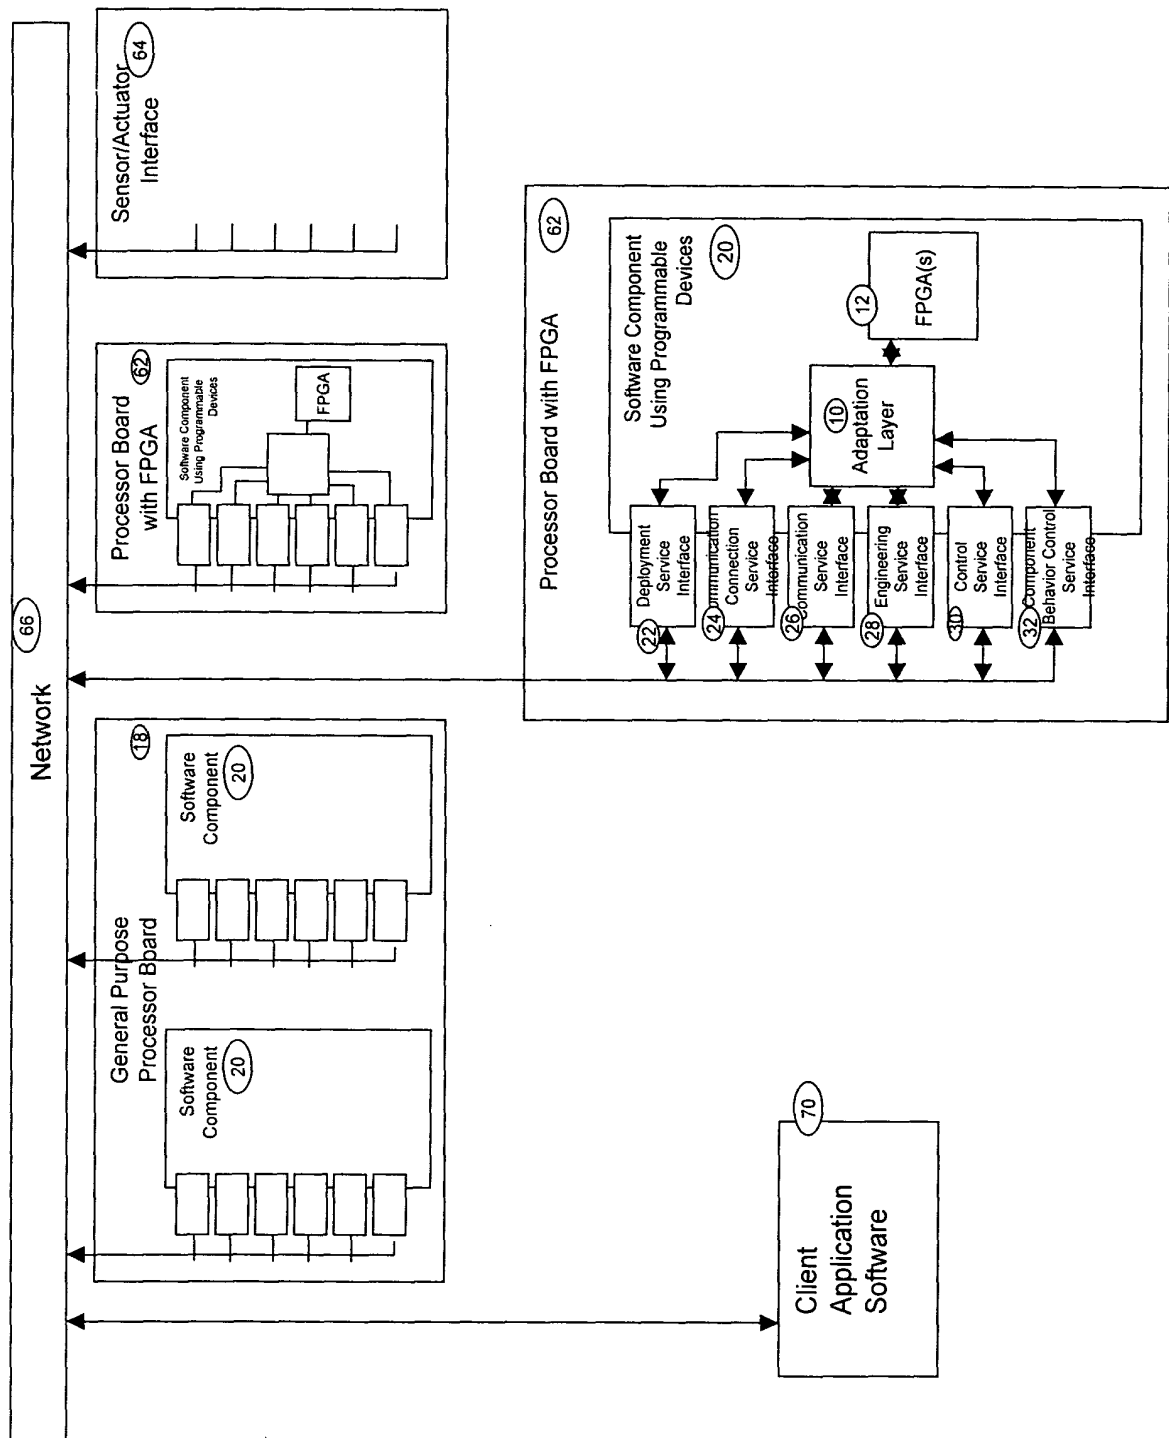 Network
66
General Purpose
Processor Board
18
Software
Component
20
Software
Component
20
Processor Board
with FPGA
62
Software Component
Using Programmable
Devices
FPGA
Sensor/Actuator
Interface
64
Client
Application
Software
70
Processor Board with FPGA
62
Software Component
Using Programmable
Devices
20
Deployment
Service
Interface
22
ommunication
Connection
Service
Interface
24
ommunication
Service
Interface
26
Engineering
Service
Interface
28
Control
Service
Interface
30
Component
Behavior Control
Service
Interface
32
10
Adaptation
Layer
12
FPGA(s)